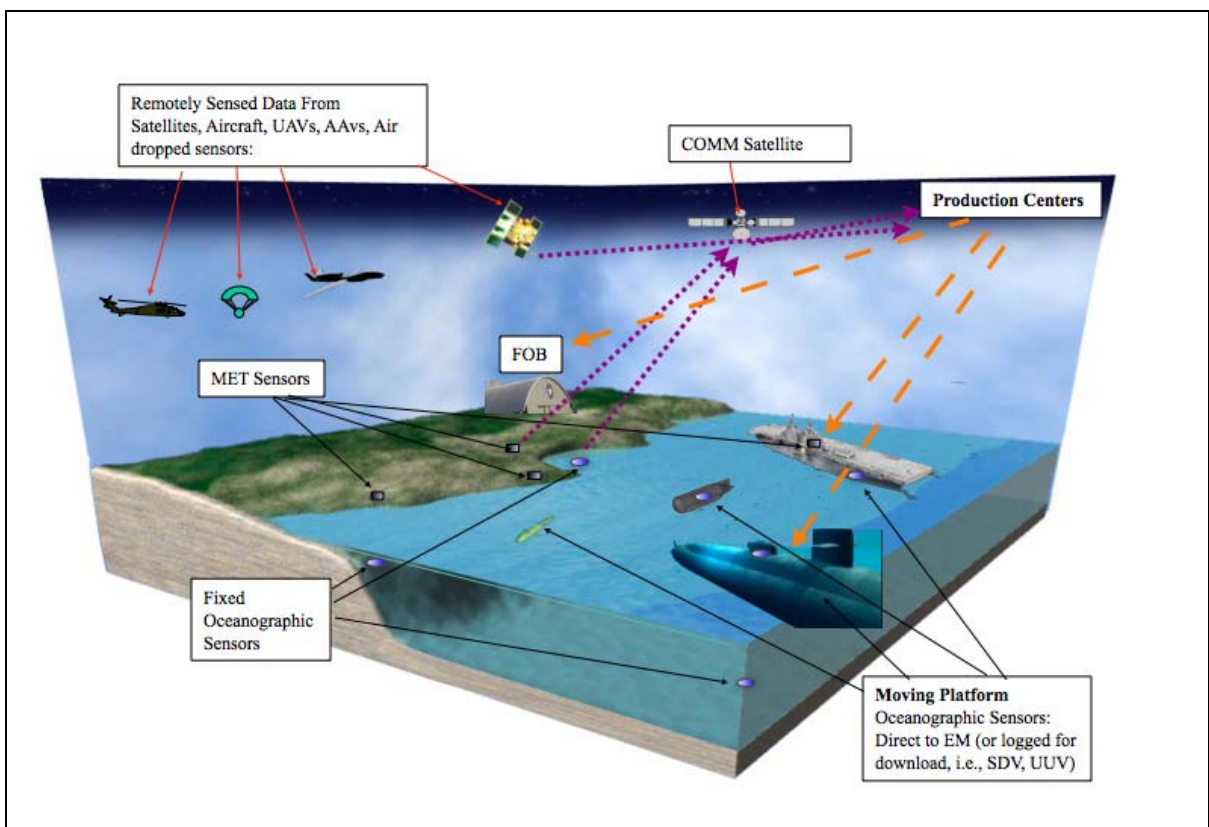 Remotely Sensed Data From
Satellites, Aircraft, UAVs, AAvs, Air
dropped sensors:
COMM Satellite
Production Centers
FOB
MET Sensors
Fixed
Oceanographic
Sensors
Moving Platform
Oceanographic Sensors:
Direct to EM (or logged for
download, i.e., SDV, UUV)